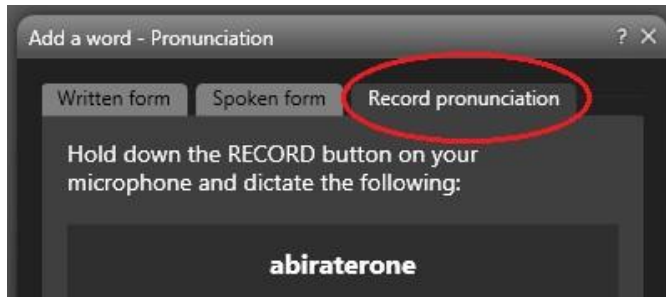 Add a word - Pronunciation ? ×
Written form Spoken form Record pronunciation
Hold down the RECORD button on your
microphone and dictate the following:
abiraterone